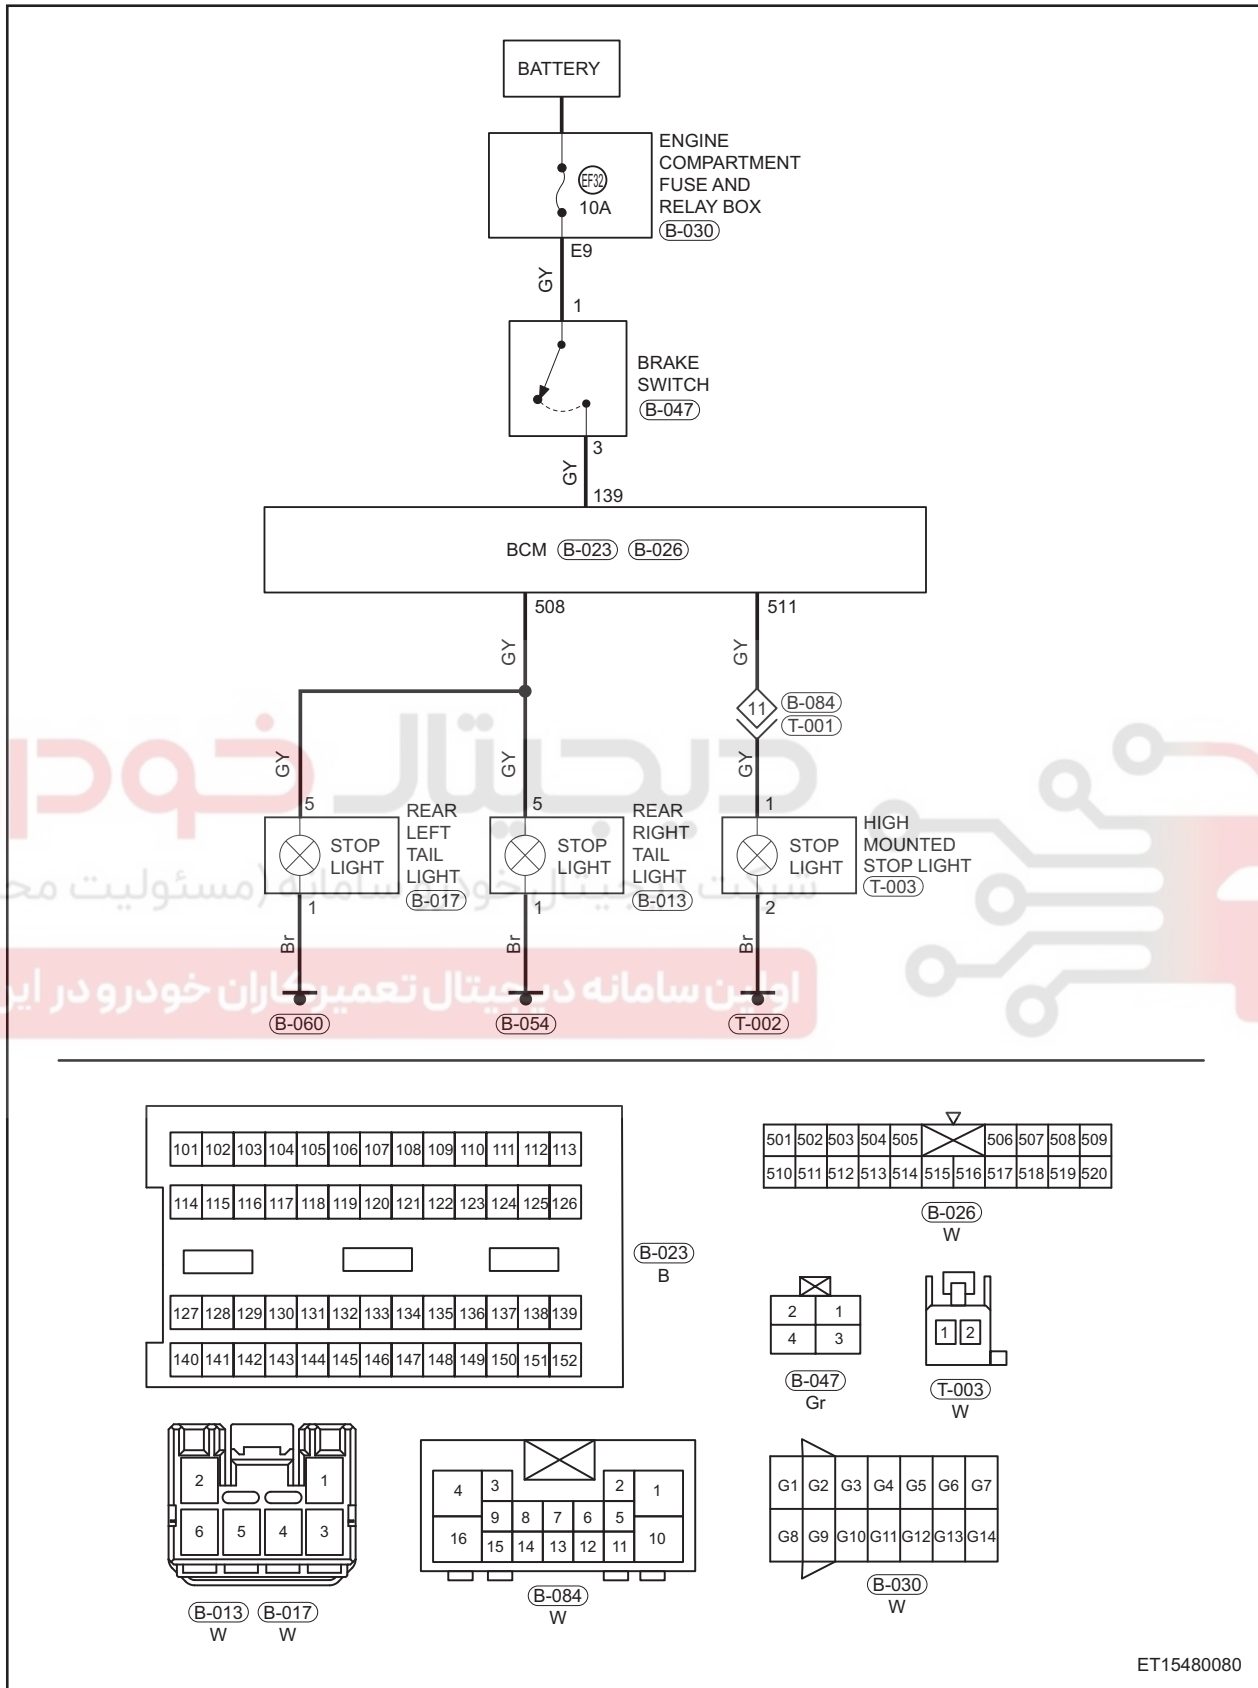 BATTERY
ENGINE
COMPARTMENT
FUSE AND
RELAY BOX
B-030
EF32
10A
E9
GY
1
BRAKE
SWITCH
B-047
3
GY
139
BCM B-023 B-026
508
511
GY
GY
11
B-084
T-001
GY
GY
GY
دیجیتال خودر
5
5
1
STOP
LIGHT
REAR
LEFT
TAIL
LIGHT
B-017
STOP
LIGHT
REAR
RIGHT
TAIL
LIGHT
B-013
STOP
LIGHT
HIGH
MOUNTED
STOP LIGHT
T-003
شرکت دیجیتال خودرو سامانه (مسئولیت مح
1
1
2
Br
Br
Br
اولین سامانه دیجیتال تعمیرکاران خودرو در ایر
B-060
B-054
T-002
101 102 103 104 105 106 107 108 109 110 111 112 113
114 115 116 117 118 119 120 121 122 123 124 125 126
127 128 129 130 131 132 133 134 135 136 137 138 139
140 141 142 143 144 145 146 147 148 149 150 151 152
B-023
B
501 502 503 504 505 506 507 508 509
510 511 512 513 514 515 516 517 518 519 520
B-026
W
2 1
4 3
B-047
Gr
1 2
T-003
W
2 1
6 5 4 3
B-013 B-017
W W
4 3 2 1
9 8 7 6 5
16 15 14 13 12 11 10
B-084
W
G1 G2 G3 G4 G5 G6 G7
G8 G9 G10 G11 G12 G13 G14
B-030
W
ET15480080